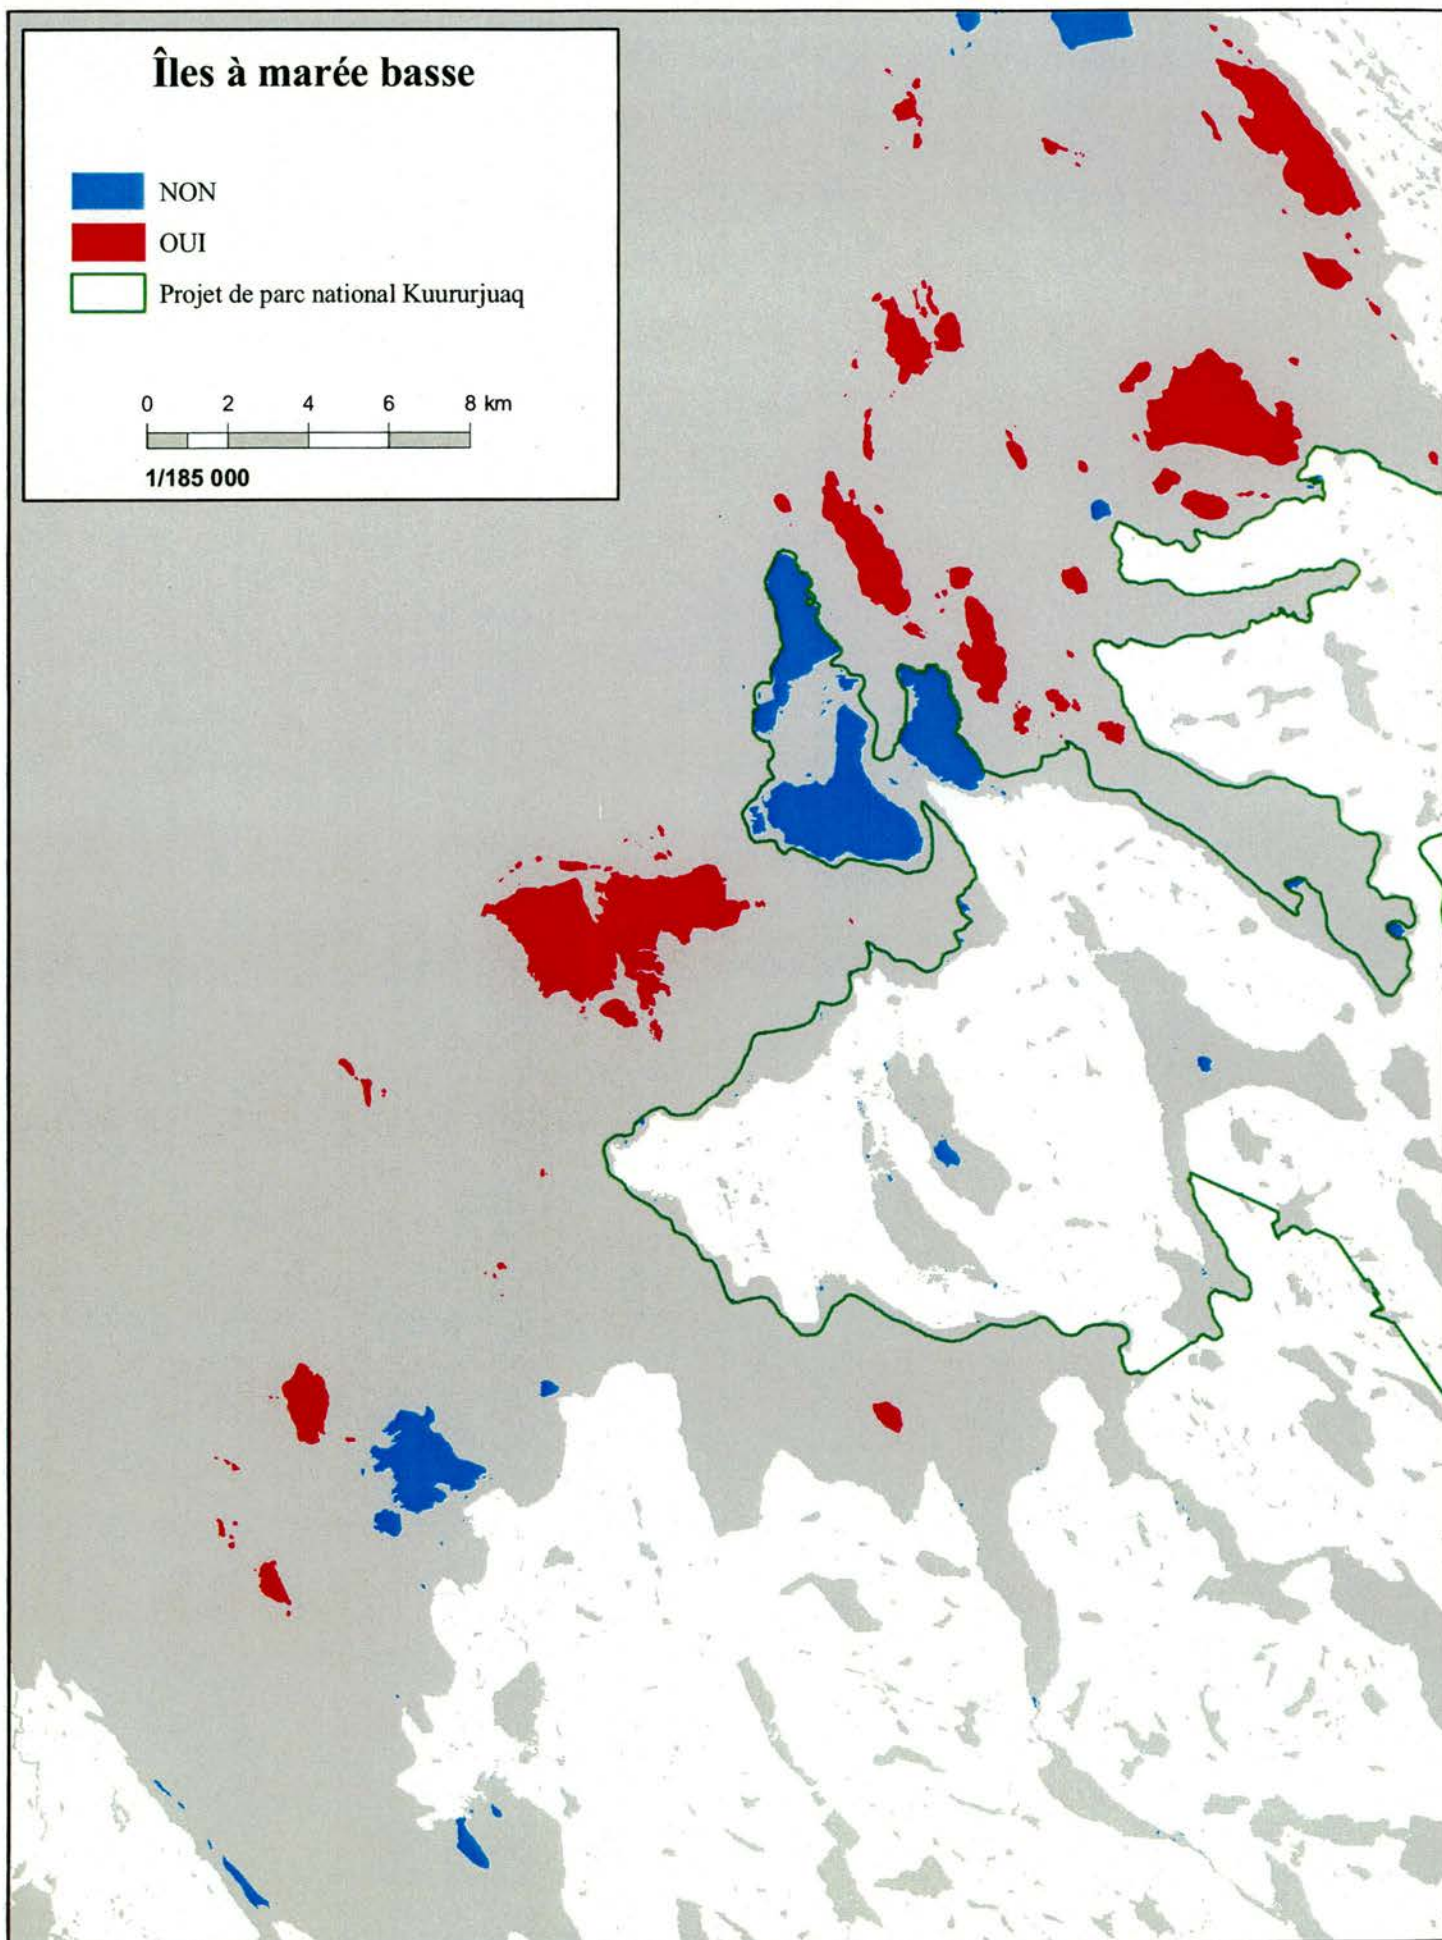 Îles à marée basse
NON
OUI
Projet de parc national Kuururjuaq
0 2 4 6 8 km
1/185 000